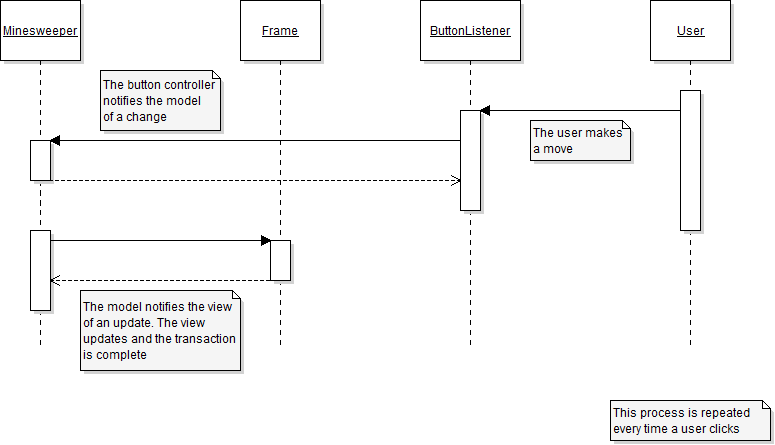 Minesweeper
Frame
ButtonListener
User
The button controller
notifies the model
of a change
The user makes
a move
The model notifies the view
of an update. The view
updates and the transaction
is complete
This process is repeated
every time a user clicks